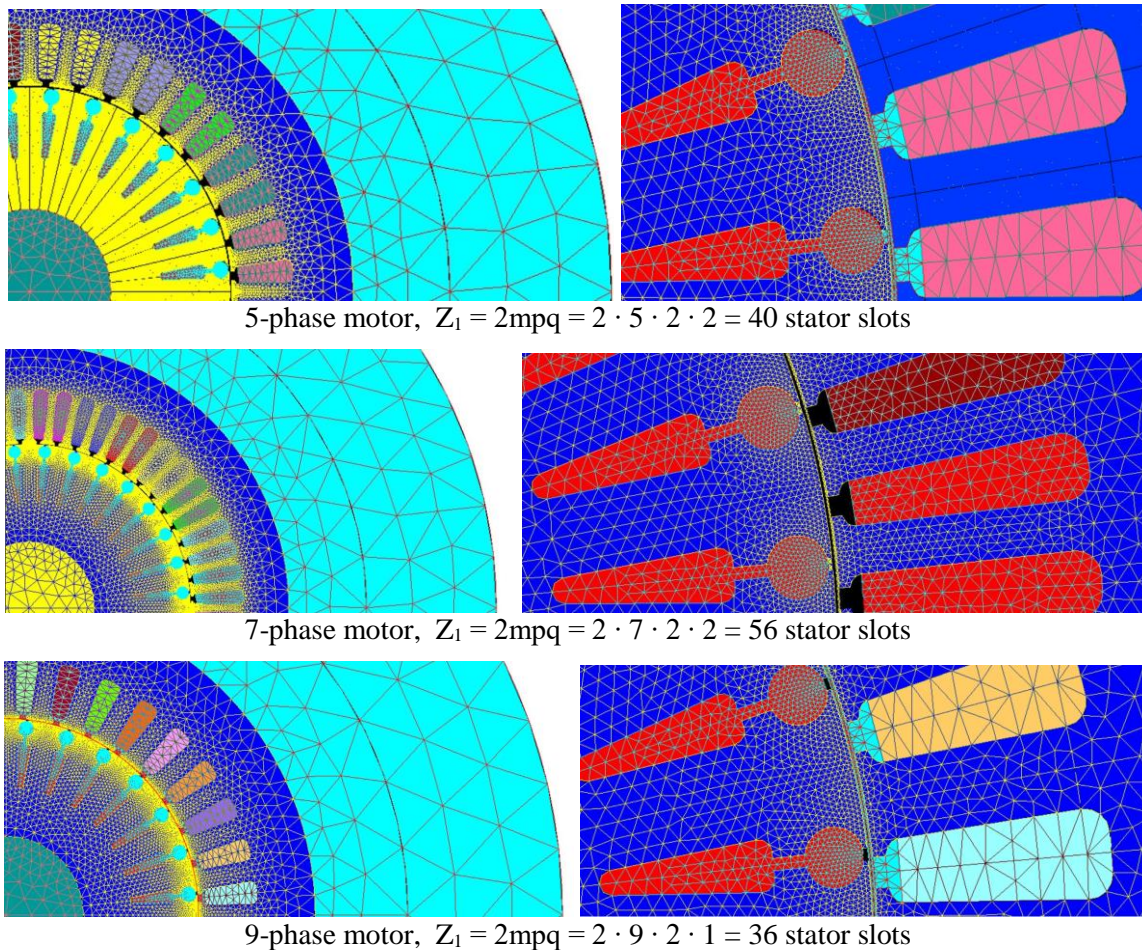 5-phase motor, Z₁ = 2mpq = 2 · 5 · 2 · 2 = 40 stator slots
7-phase motor, Z₁ = 2mpq = 2 · 7 · 2 · 2 = 56 stator slots
9-phase motor, Z₁ = 2mpq = 2 · 9 · 2 · 1 = 36 stator slots